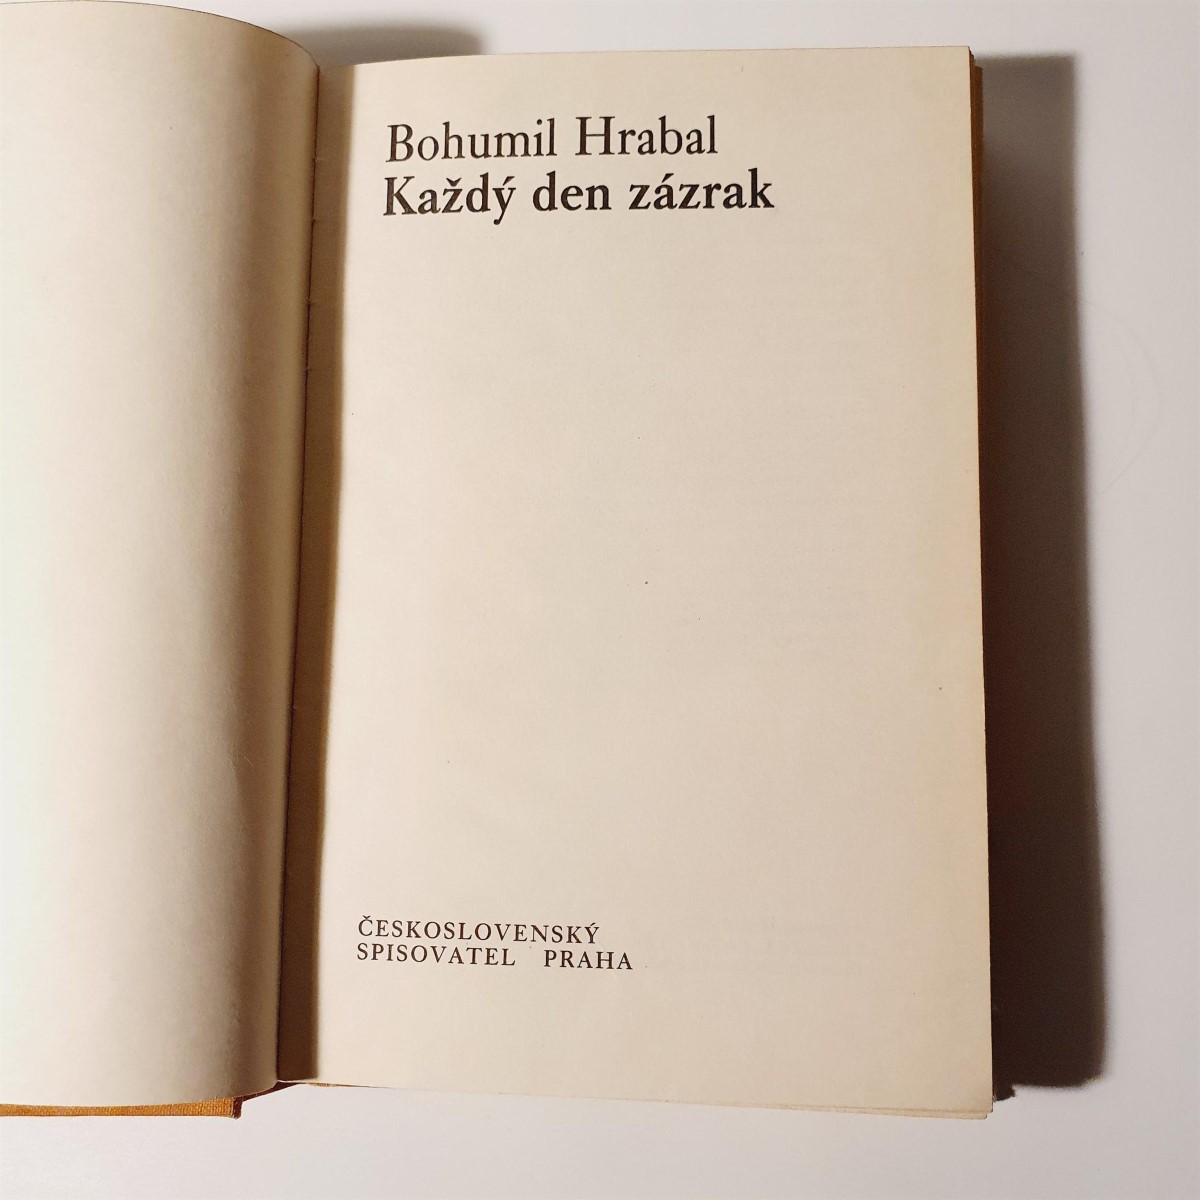 Bohumil Hrabal
Každý den zázrak
ČESKOSLOVENSKÝ
SPISOVATEL PRAHA